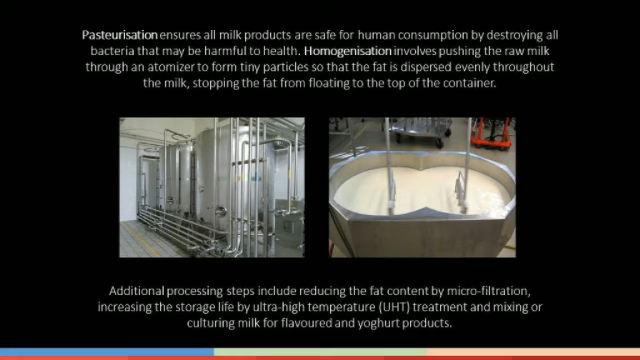 Pasteurisation ensures all milk products are safe for human consumption by destroying all
bacteria that may be harmful to health. Homogenisation involves pushing the raw milk
through an atomizer to form tiny particles so that the fat is dispersed evenly throughout
the milk, stopping the fat from floating to the top of the container.
Additional processing steps include reducing the fat content by micro-filtration,
increasing the storage life by ultra-high temperature (UHT) treatment and mixing or
culturing milk for flavoured and yoghurt products.